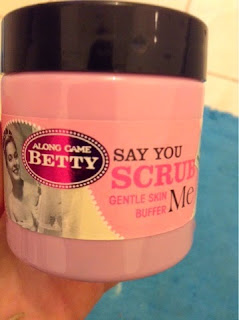 ALONG CAME
BETTY
SAY YOU
SCRUB
GENTLE SKIN
BUFFER
Me